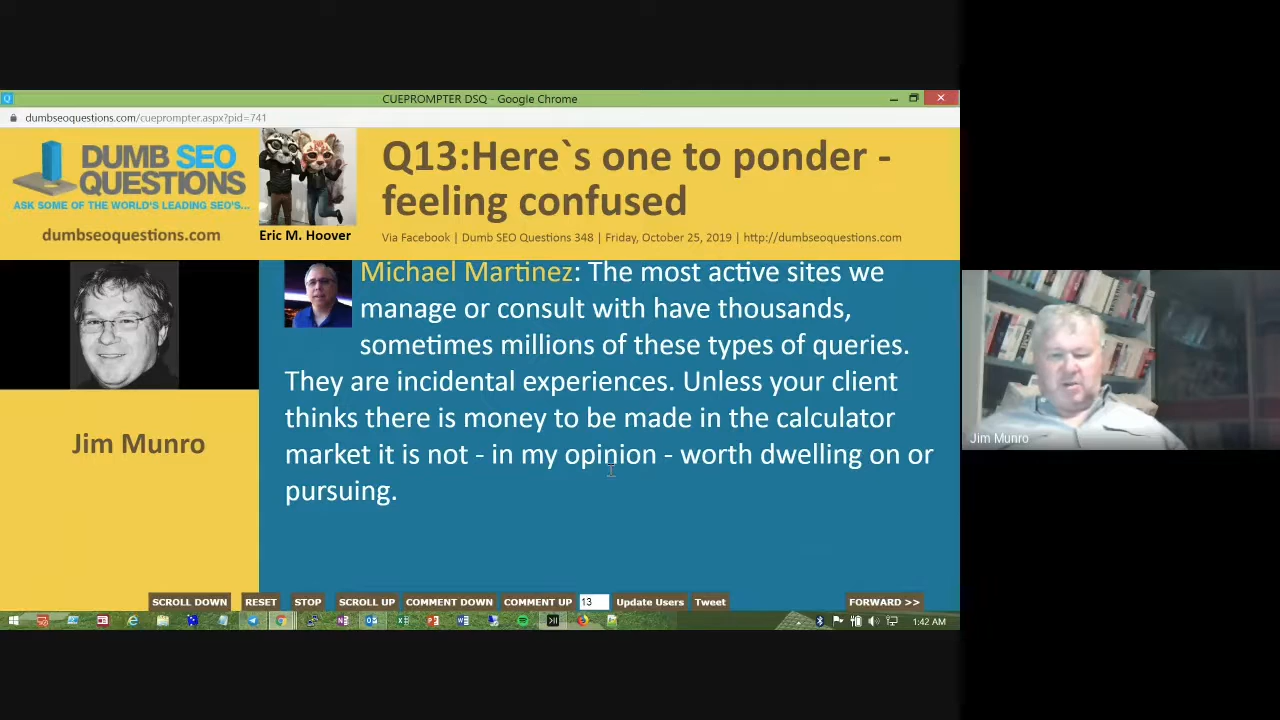 CUEPROMPTER DSQ - Google Chrome
dumbseoquestions.com/cueprompter.aspx?pid=741
DUMB SEO
QUESTIONS
ASK SOME OF THE WORLD'S LEADING SEO'S...
dumbseoquestions.com
Eric M. Hoover
Q13:Here`s one to ponder -
feeling confused
Via Facebook | Dumb SEO Questions 348 | Friday, October 25, 2019 | http://dumbseoquestions.com
Jim Munro
Michael Martinez: The most active sites we
manage or consult with have thousands,
sometimes millions of these types of queries.
They are incidental experiences. Unless your client
thinks there is money to be made in the calculator
market it is not - in my opinion - worth dwelling on or
pursuing.
Jim Munro
SCROLL DOWN RESET STOP SCROLL UP COMMENT DOWN COMMENT UP 13 Update Users Tweet FORWARD >>
1:42 AM